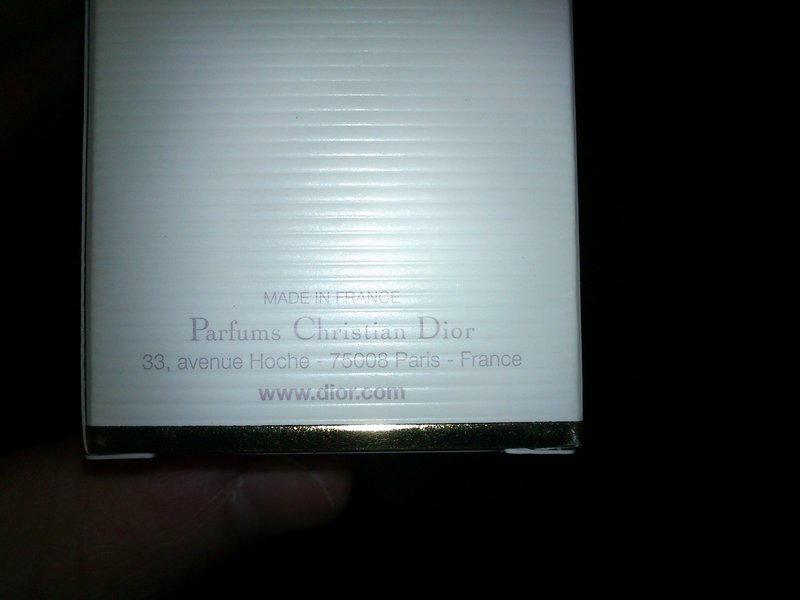 MADE IN FRANCE
Parfums Christian Dior
33, avenue Hoche - 75008 Paris - France
www.dior.com